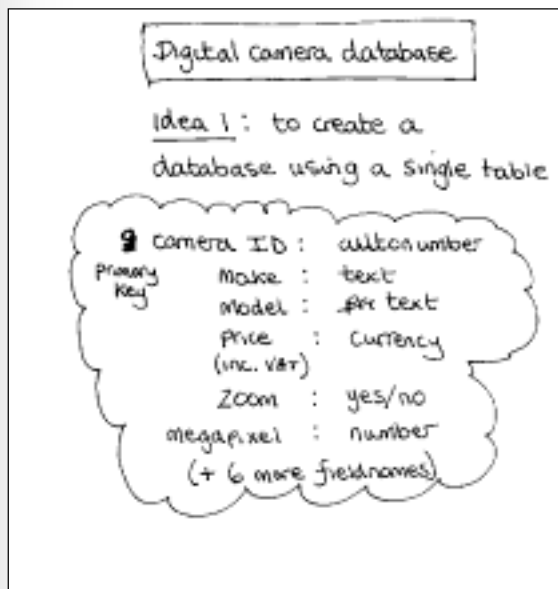 Digital camera database
idea 1: to create a
database using a single table
camera ID : autonumber
primary key
make : text
model : text
price : currency
(inc. VAT)
zoom : yes/no
megapixel : number
(+ 6 more fieldnames)